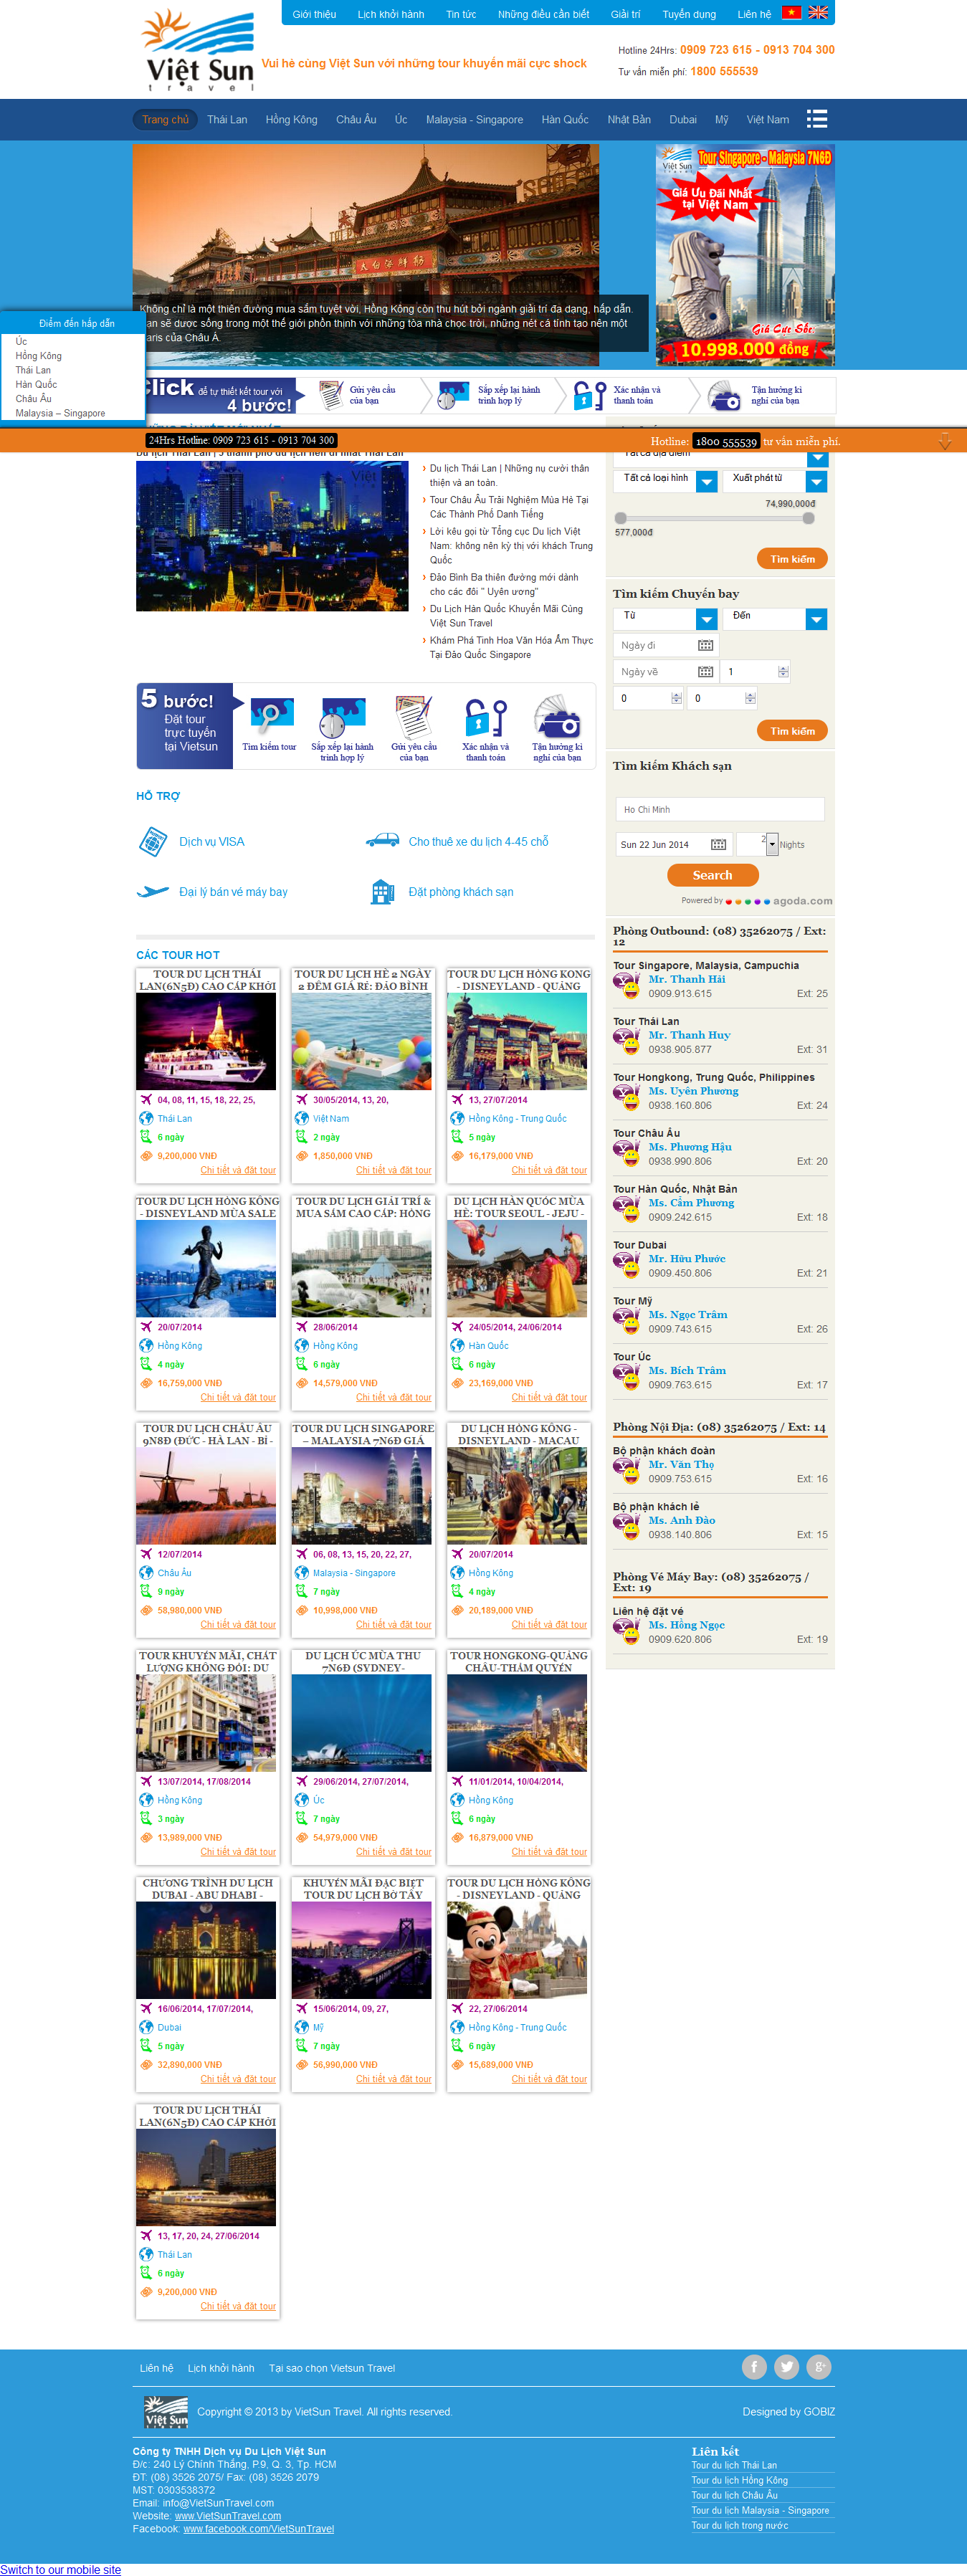 Giới thiệu Lịch khởi hành Tin tức Những điều cần biết Giải trí Tuyển dụng Liên hệ
Việt Sun
travel
Vui hè cùng Việt Sun với những tour khuyến mãi cực shock
Hotline 24Hrs: 0909 723 615 - 0913 704 300
Tư vấn miễn phí: 1800 555539
Trang chủ Thái Lan Hồng Kông Châu Âu Úc Malaysia - Singapore Hàn Quốc Nhật Bản Dubai Mỹ Việt Nam
Việt Sun
Tour Singapore - Malaysia 7N6Đ
Giá Ưu Đãi Nhất
tại Việt Nam
Giá Cực Sốt:
10.998.000 đồng
Không chỉ là một thiên đường mua sắm tuyệt vời, Hồng Kông còn thu hút bởi ngành giải trí đa dạng, hấp dẫn.
Bạn sẽ được sống trong một thế giới phồn thịnh với những tòa nhà chọc trời, những nét cá tính tạo nên một
Paris của Châu Á.
Điểm đến hấp dẫn
Úc
Hồng Kông
Thái Lan
Hàn Quốc
Châu Âu
Malaysia – Singapore
Click để tự thiết kết tour với
4 bước!
Gửi yêu cầu
của bạn
Sắp xếp lại hành
trình hợp lý
Xác nhận và
thanh toán
Tận hưởng kì
nghỉ của bạn
24Hrs Hotline: 0909 723 615 - 0913 704 300
Hotline: 1800 555539 tư vấn miễn phí.
Du lịch Thái Lan | 5 thành phố du lịch nên đi nhất Thái Lan
Du lịch Thái Lan | Những nụ cười thân
thiện và an toàn.
Tour Châu Âu Trải Nghiệm Mùa Hè Tại
Các Thành Phố Danh Tiếng
Lời kêu gọi từ Tổng cục Du lịch Việt
Nam: không nên kỳ thị với khách Trung
Quốc
Đảo Bình Ba thiên đường mới dành
cho các đôi " Uyên ương"
Du Lịch Hàn Quốc Khuyến Mãi Cùng
Việt Sun Travel
Khám Phá Tinh Hoa Văn Hóa Ẩm Thực
Tại Đảo Quốc Singapore
Tất cả địa điểm
Tất cả loại hình Xuất phát từ
74,990,000đ
577,000đ
Tìm kiếm
Tìm kiếm Chuyến bay
Từ Đến
Ngày đi
Ngày về 1
0 0
Tìm kiếm
Tìm kiếm Khách sạn
Ho Chi Minh
Sun 22 Jun 2014 2 Nights
Search
Powered by agoda.com
5 bước!
Đặt tour
trực tuyến
tại Vietsun
Tìm kiếm tour
Sắp xếp lại hành
trình hợp lý
Gửi yêu cầu
của bạn
Xác nhận và
thanh toán
Tận hưởng kì
nghỉ của bạn
HỖ TRỢ
Dịch vụ VISA
Cho thuê xe du lịch 4-45 chỗ
Đại lý bán vé máy bay
Đặt phòng khách sạn
CÁC TOUR HOT
TOUR DU LỊCH THÁI
LAN(6N5Đ) CAO CẤP KHỞI
04, 08, 11, 15, 18, 22, 25,
Thái Lan
6 ngày
9,200,000 VNĐ
Chi tiết và đặt tour
TOUR DU LỊCH HÈ 2 NGÀY
2 ĐÊM GIÁ RẺ: ĐẢO BÌNH
30/05/2014, 13, 20,
Việt Nam
2 ngày
1,850,000 VNĐ
Chi tiết và đặt tour
TOUR DU LỊCH HỒNG KONG
- DISNEYLAND - QUẢNG
13, 27/07/2014
Hồng Kông - Trung Quốc
5 ngày
16,179,000 VNĐ
Chi tiết và đặt tour
TOUR DU LỊCH HỒNG KÔNG
- DISNEYLAND MÙA SALE
20/07/2014
Hồng Kông
4 ngày
16,759,000 VNĐ
Chi tiết và đặt tour
TOUR DU LỊCH GIẢI TRÍ &
MUA SẮM CAO CẤP: HỒNG
28/06/2014
Hồng Kông
6 ngày
14,579,000 VNĐ
Chi tiết và đặt tour
DU LỊCH HÀN QUỐC MÙA
HÈ: TOUR SEOUL - JEJU -
24/05/2014, 24/06/2014
Hàn Quốc
6 ngày
23,169,000 VNĐ
Chi tiết và đặt tour
TOUR DU LỊCH CHÂU ÂU
9N8Đ (ĐỨC - HÀ LAN - BỈ -
12/07/2014
Châu Âu
9 ngày
58,980,000 VNĐ
Chi tiết và đặt tour
TOUR DU LỊCH SINGAPORE
– MALAYSIA 7N6Đ GIÁ
06, 08, 13, 15, 20, 22, 27,
Malaysia - Singapore
7 ngày
10,998,000 VNĐ
Chi tiết và đặt tour
DU LỊCH HỒNG KÔNG -
DISNEYLAND - MACAU
20/07/2014
Hồng Kông
4 ngày
20,189,000 VNĐ
Chi tiết và đặt tour
TOUR KHUYẾN MÃI, CHẤT
LƯỢNG KHÔNG ĐỔI: DU
13/07/2014, 17/08/2014
Hồng Kông
3 ngày
13,989,000 VNĐ
Chi tiết và đặt tour
DU LỊCH ÚC MÙA THU
7N6Đ (SYDNEY-
29/06/2014, 27/07/2014,
Úc
7 ngày
54,979,000 VNĐ
Chi tiết và đặt tour
TOUR HONGKONG-QUẢNG
CHÂU-THẨM QUYẾN
11/01/2014, 10/04/2014,
Hồng Kông
6 ngày
16,879,000 VNĐ
Chi tiết và đặt tour
CHƯƠNG TRÌNH DU LỊCH
DUBAI - ABU DHABI -
16/06/2014, 17/07/2014,
Dubai
5 ngày
32,890,000 VNĐ
Chi tiết và đặt tour
KHUYẾN MÃI ĐẶC BIỆT
TOUR DU LỊCH BỜ TÂY
15/06/2014, 09, 27,
Mỹ
7 ngày
56,990,000 VNĐ
Chi tiết và đặt tour
TOUR DU LỊCH HỒNG KÔNG
- DISNEYLAND - QUẢNG
22, 27/06/2014
Hồng Kông - Trung Quốc
6 ngày
15,689,000 VNĐ
Chi tiết và đặt tour
TOUR DU LỊCH THÁI
LAN(6N5Đ) CAO CẤP KHỞI
13, 17, 20, 24, 27/06/2014
Thái Lan
6 ngày
9,200,000 VNĐ
Chi tiết và đặt tour
Phòng Outbound: (08) 35262075 / Ext:
12
Tour Singapore, Malaysia, Campuchia
Mr. Thanh Hải
0909.913.615 Ext: 25
Tour Thái Lan
Mr. Thanh Huy
0938.905.877 Ext: 31
Tour Hongkong, Trung Quốc, Philippines
Ms. Uyên Phương
0938.160.806 Ext: 24
Tour Châu Âu
Ms. Phương Hậu
0938.990.806 Ext: 20
Tour Hàn Quốc, Nhật Bản
Ms. Cẩm Phương
0909.242.615 Ext: 18
Tour Dubai
Mr. Hữu Phước
0909.450.806 Ext: 21
Tour Mỹ
Ms. Ngọc Trâm
0909.743.615 Ext: 26
Tour Úc
Ms. Bích Trâm
0909.763.615 Ext: 17
Phòng Nội Địa: (08) 35262075 / Ext: 14
Bộ phận khách đoàn
Mr. Văn Thọ
0909.753.615 Ext: 16
Bộ phận khách lẻ
Ms. Anh Đào
0938.140.806 Ext: 15
Phòng Vé Máy Bay: (08) 35262075 /
Ext: 19
Liên hệ đặt vé
Ms. Hồng Ngọc
0909.620.806 Ext: 19
Liên hệ Lịch khởi hành Tại sao chọn Vietsun Travel
Việt Sun
Copyright © 2013 by VietSun Travel. All rights reserved.
Designed by GOBIZ
Công ty TNHH Dịch vụ Du Lịch Việt Sun
Đ/c: 240 Lý Chính Thắng, P.9, Q. 3, Tp. HCM
ĐT: (08) 3526 2075/ Fax: (08) 3526 2079
MST: 0303538372
Email: info@VietSunTravel.com
Website: www.VietSunTravel.com
Facebook: www.facebook.com/VietSunTravel
Liên kết
Tour du lịch Thái Lan
Tour du lịch Hồng Kông
Tour du lịch Châu Âu
Tour du lịch Malaysia - Singapore
Tour du lịch trong nước
Switch to our mobile site